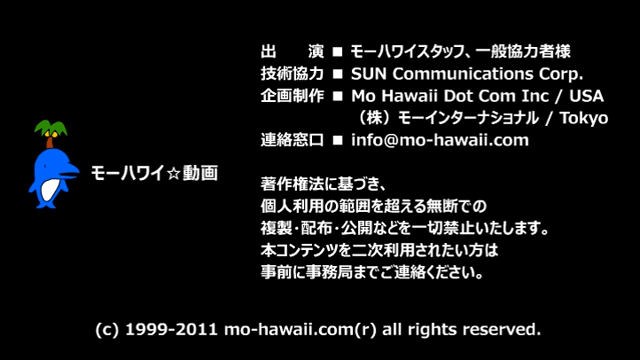 出　　演 ■ モーハワイスタッフ、一般協力者様
技術協力 ■ SUN Communications Corp.
企画制作 ■ Mo Hawaii Dot Com Inc / USA
（株）モーインターナショナル / Tokyo
連絡窓口 ■ info@mo-hawaii.com
モーハワイ☆動画
著作権法に基づき、
個人利用の範囲を超える無断での
複製・配布・公開などを一切禁止いたします。
本コンテンツを二次利用されたい方は
事前に事務局までご連絡ください。
(c) 1999-2011 mo-hawaii.com(r) all rights reserved.